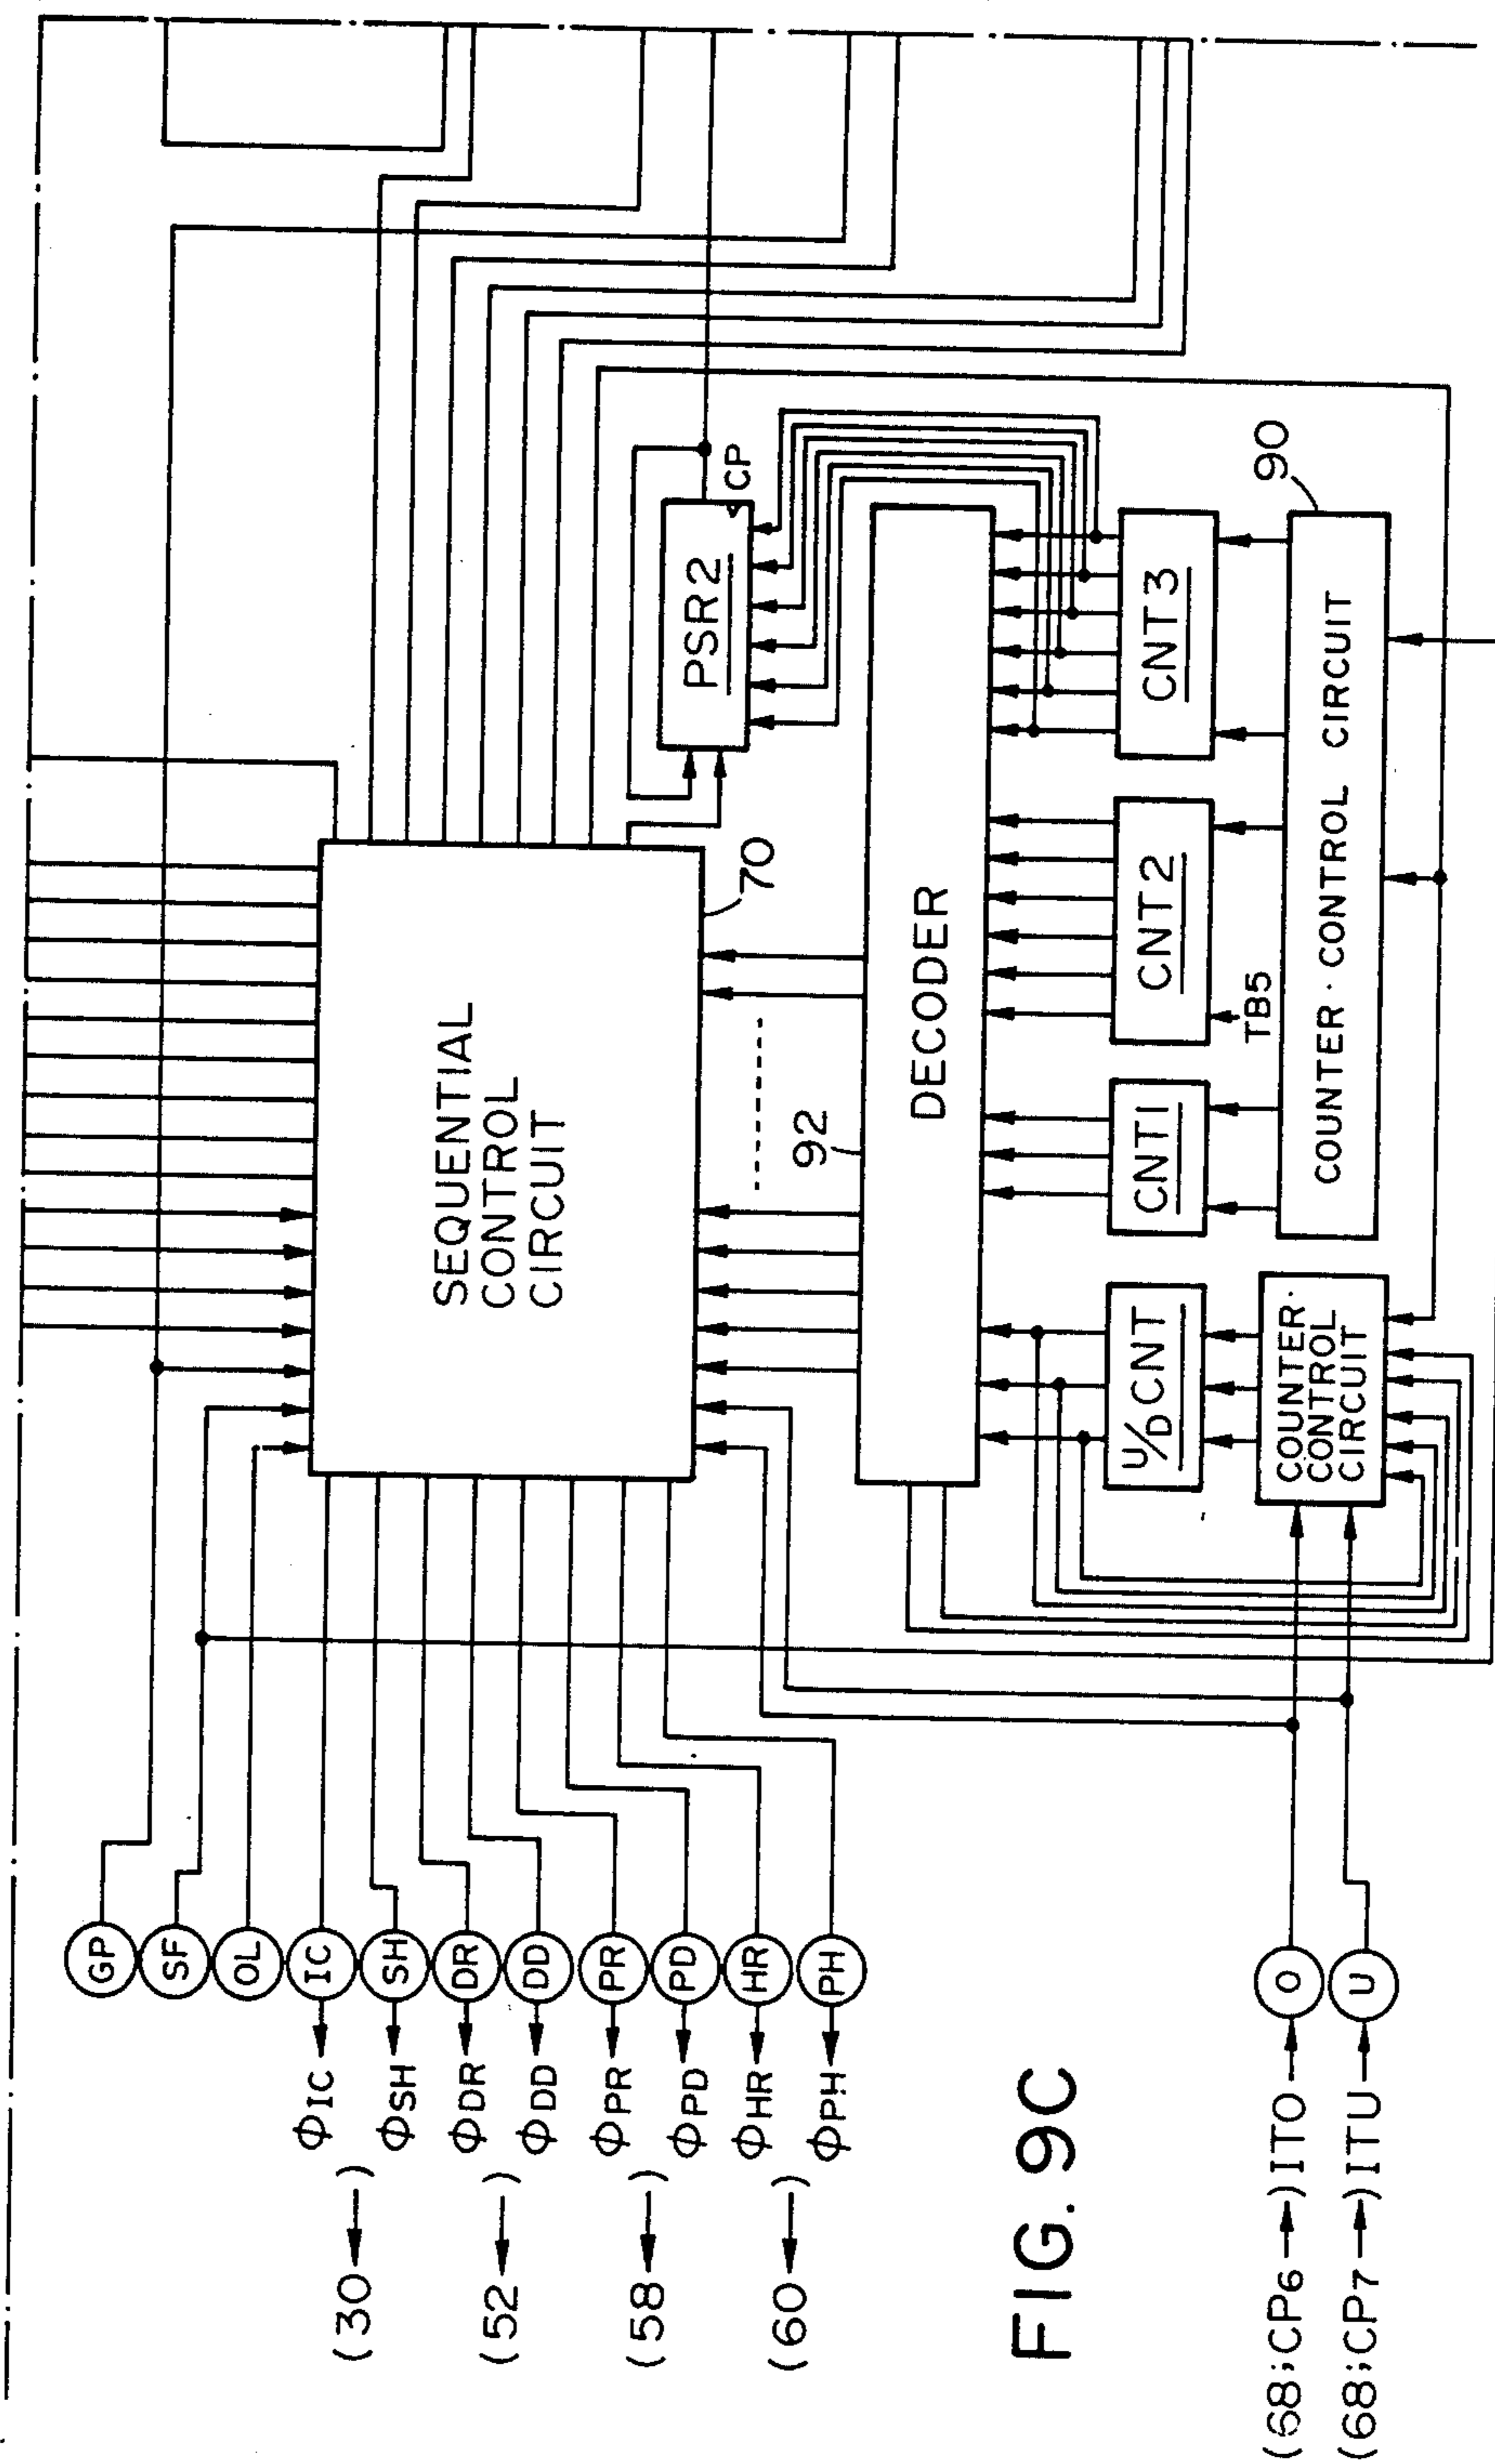 GP
SF
OL
IC
SH
DR
DD
PR
PD
HR
PH
O
U
ΦIC
ΦSH
ΦDR
ΦDD
ΦPR
ΦPD
ΦHR
ΦPH
(30→)
(52→)
(58→)
(60→)
(68;CP6→)ITO
(68;CP7→)ITU
SEQUENTIAL
CONTROL
CIRCUIT
70
PSR2
CP
DECODER
92
U/D CNT
CNT1
CNT2
TB5
CNT3
COUNTER·
CONTROL
CIRCUIT
COUNTER·CONTROL CIRCUIT
90
FIG. 9C